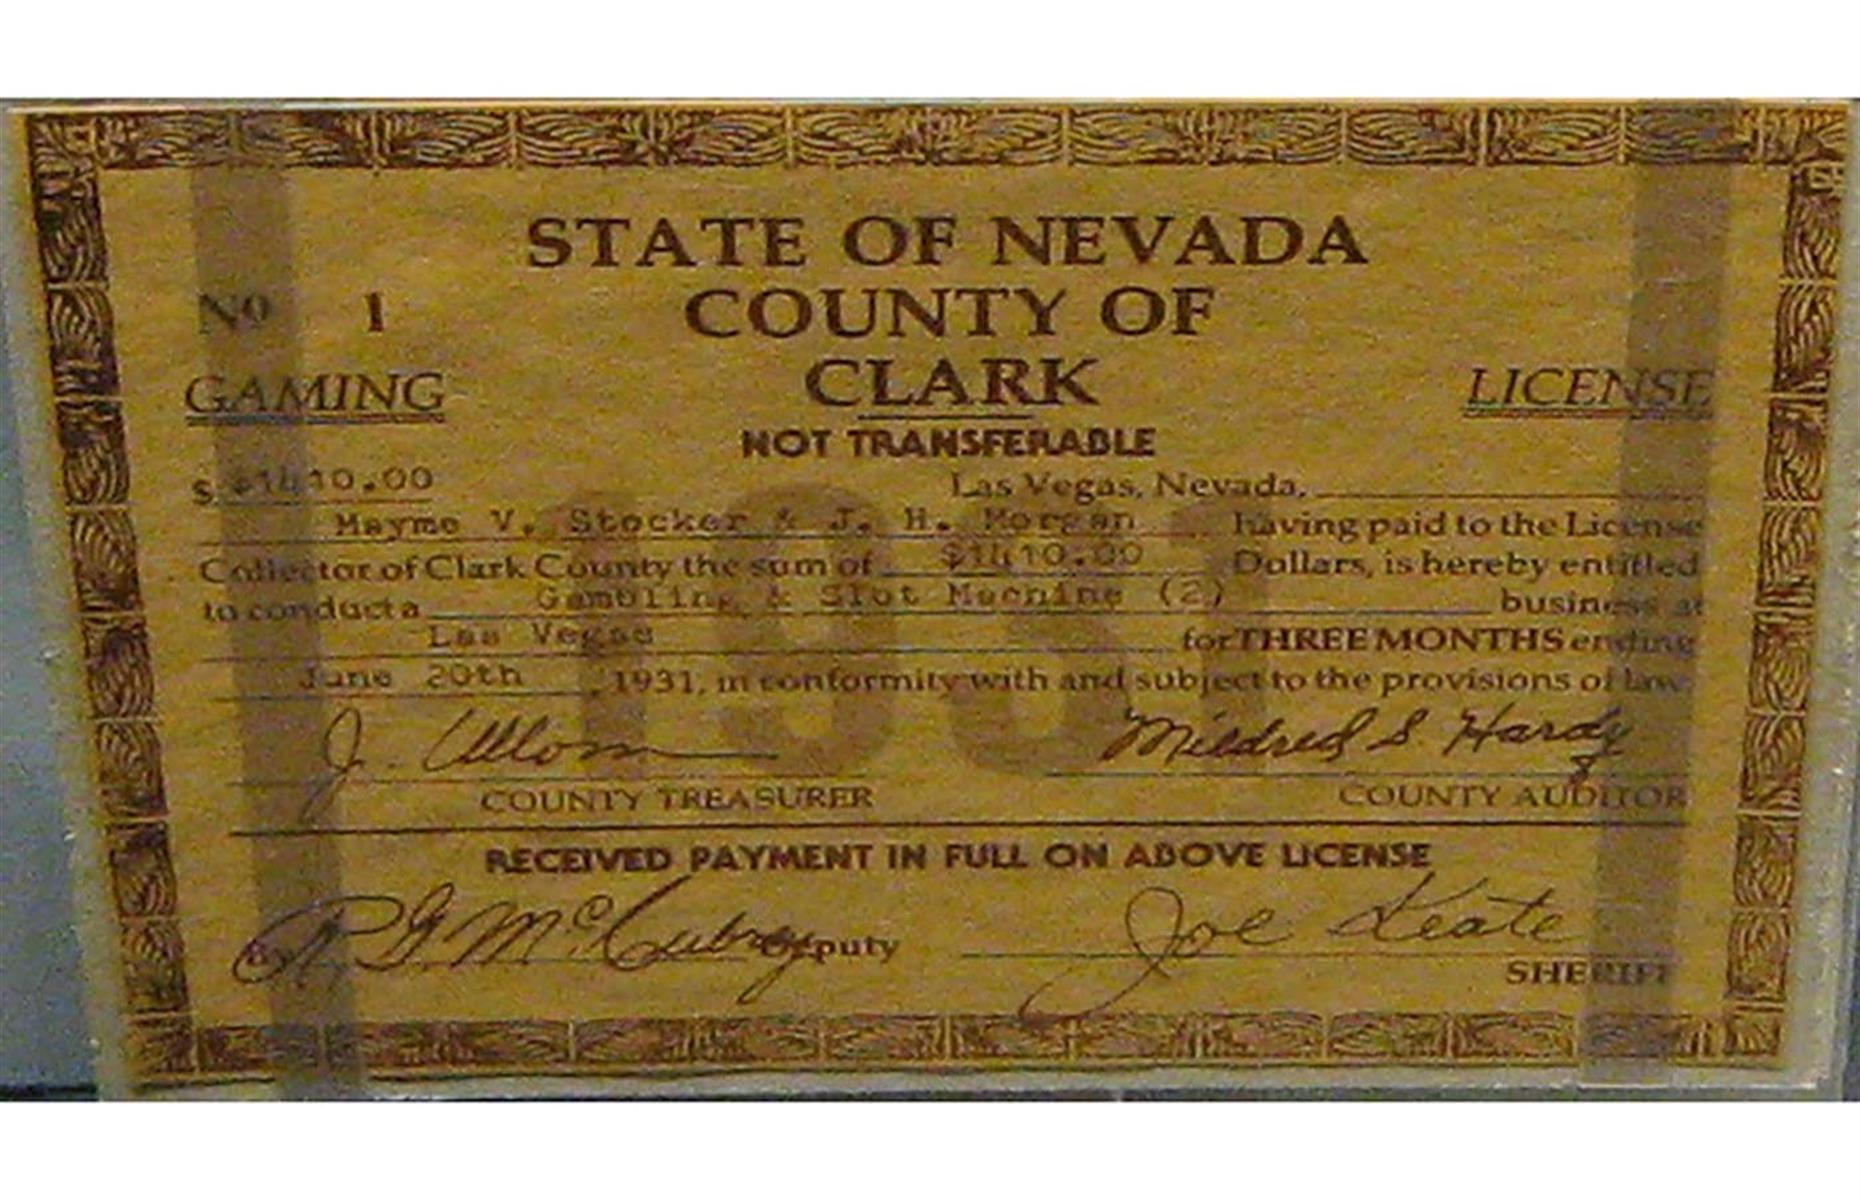 STATE OF NEVADA
COUNTY OF
CLARK
No 1
GAMING
LICENSE
NOT TRANSFERABLE
$ $1410.00
Las Vegas, Nevada,
1931
Mayme V. Stocker & J. H. Morgan having paid to the License
Collector of Clark County the sum of $1410.00 Dollars, is hereby entitled
to conduct a Gambling & Slot Machine (2) business at
Las Vegas for THREE MONTHS ending
June 20th, 1931, in conformity with and subject to the provisions of law.
J. Ullom
Mildred S. Hardy
COUNTY TREASURER
COUNTY AUDITOR
RECEIVED PAYMENT IN FULL ON ABOVE LICENSE
By R G McCubrey Deputy
Joe Keate
SHERIFF